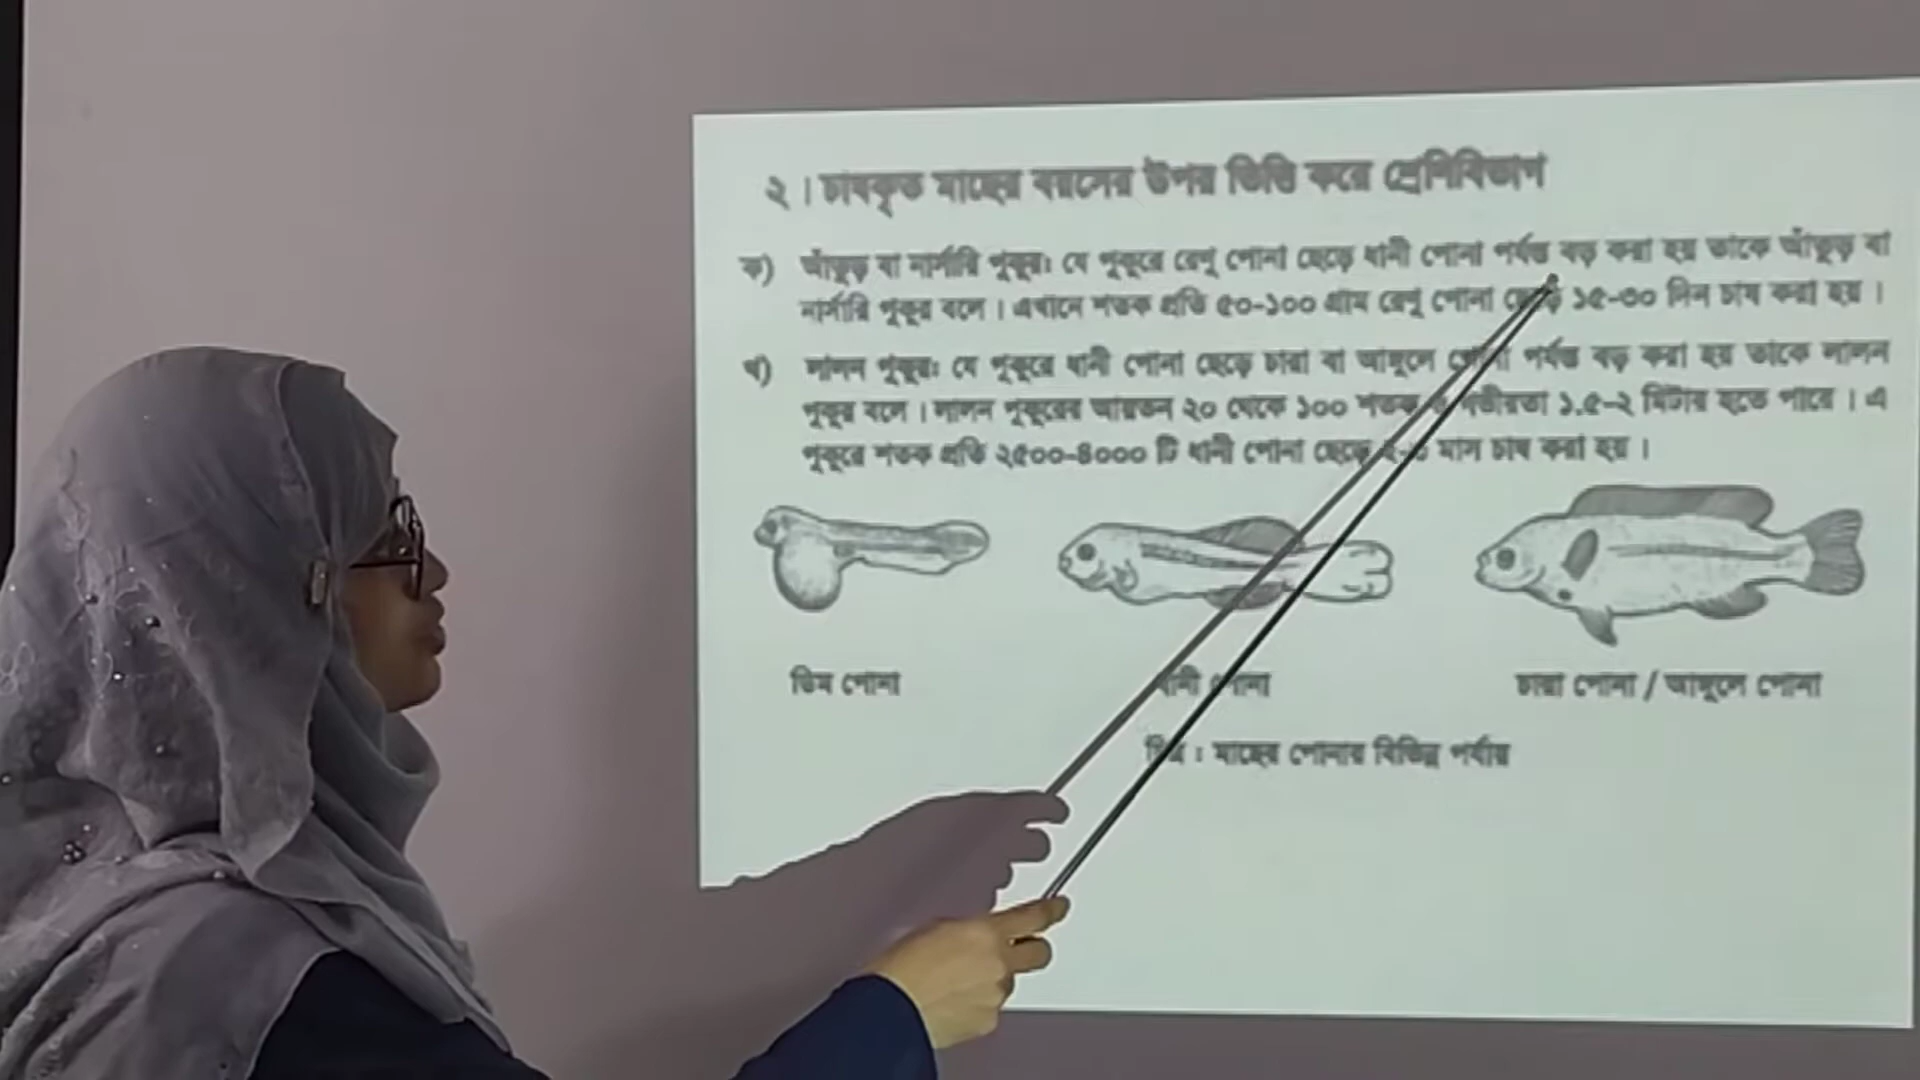 ২। চাষকৃত মাছের বয়সের উপর ভিত্তি করে শ্রেণিবিভাগ
ক) আঁতুড় বা নার্সারি পুকুরঃ যে পুকুরে রেণু পোনা ছেড়ে ধানী পোনা পর্যন্ত বড় করা হয় তাকে আঁতুড় বা
নার্সারি পুকুর বলে। এখানে শতক প্রতি ৫০-১০০ গ্রাম রেণু পোনা ছেড়ে ১৫-৩০ দিন চাষ করা হয়।
খ) লালন পুকুরঃ যে পুকুরে ধানী পোনা ছেড়ে চারা বা আঙ্গুলে পোনা পর্যন্ত বড় করা হয় তাকে লালন
পুকুর বলে। লালন পুকুরের আয়তন ২০ থেকে ১০০ শতক ও গভীরতা ১.৫-২ মিটার হতে পারে। এ
পুকুরে শতক প্রতি ২৫০০-৪০০০ টি ধানী পোনা ছেড়ে মাস চাষ করা হয়।
ডিম পোনা ধানী পোনা চারা পোনা / আঙ্গুলে পোনা
চিত্র : মাছের পোনার বিভিন্ন পর্যায়